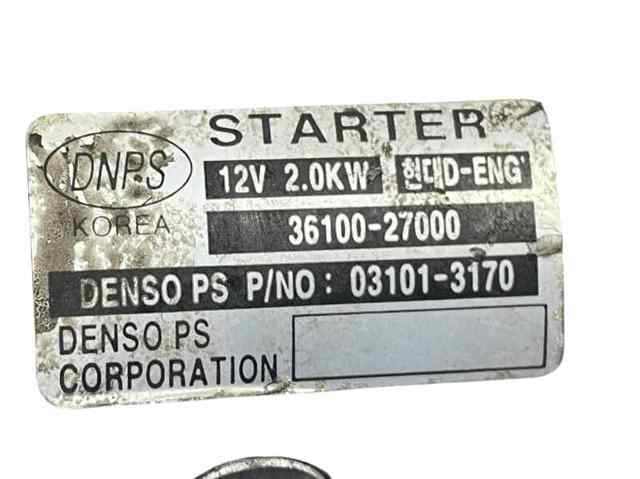 STARTER
DNPS
12V 2.0KW 현대D-ENG'
KOREA
36100-27000
DENSO PS P/NO : 03101-3170
DENSO PS
CORPORATION